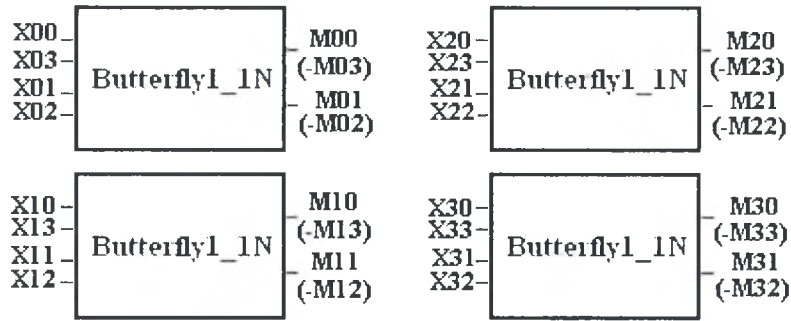 X00
X03
X01
X02
Butterfly1_1N
M00
(-M03)
M01
(-M02)
X20
X23
X21
X22
Butterfly1_1N
M20
(-M23)
M21
(-M22)
X10
X13
X11
X12
Butterfly1_1N
M10
(-M13)
M11
(-M12)
X30
X33
X31
X32
Butterfly1_1N
M30
(-M33)
M31
(-M32)